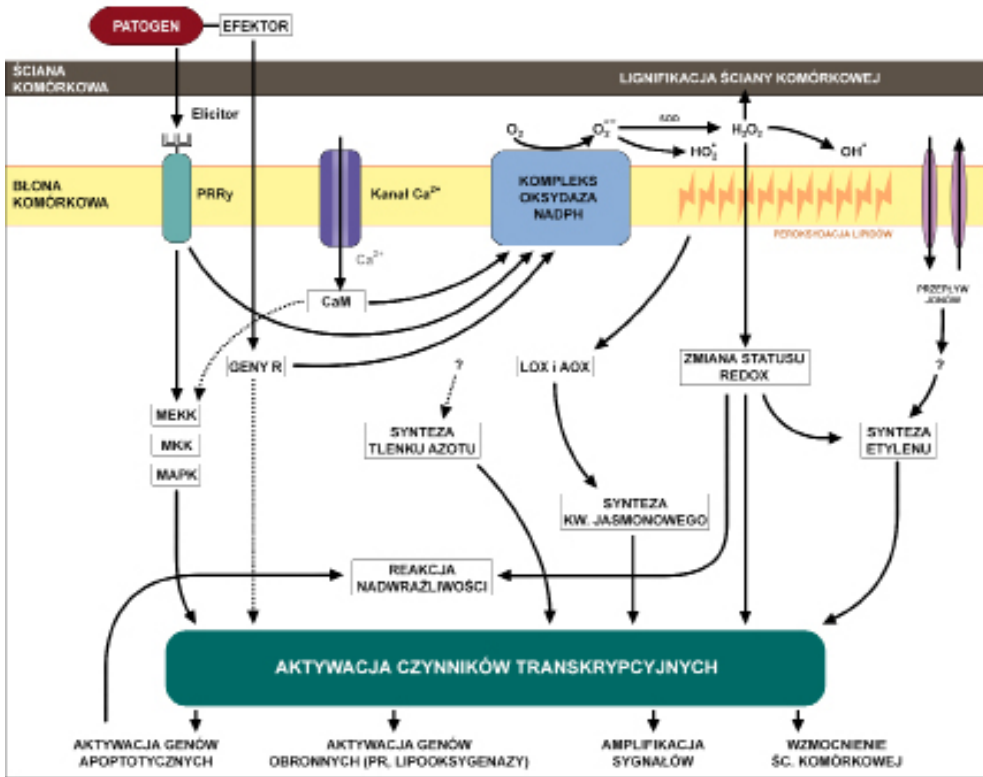 PATOGEN
EFEKTOR
ŚCIANA
KOMÓRKOWA
LIGNIFIKACJA ŚCIANY KOMÓRKOWEJ
Elicitor
O₂
O₂•⁻
SOD
H₂O₂
HO₂•
OH•
BŁONA
KOMÓRKOWA
PRRy
Kanał Ca²⁺
KOMPLEKS
OKSYDAZA
NADPH
PEROKSYDACJA LIPIDÓW
Ca²⁺
CaM
PRZEPŁYW
JONÓW
GENY R
?
LOX i AOX
ZMIANA STATUSU
REDOX
?
MEKK
MKK
MAPK
SYNTEZA
TLENKU AZOTU
SYNTEZA
ETYLENU
SYNTEZA
KW. JASMONOWEGO
REAKCJA
NADWRAŻLIWOŚCI
AKTYWACJA CZYNNIKÓW TRANSKRYPCYJNYCH
AKTYWACJA GENÓW
APOPTOTYCZNYCH
AKTYWACJA GENÓW
OBRONNYCH (PR, LIPOOKSYGENAZY)
AMPLIFIKACJA
SYGNAŁÓW
WZMOCNIENIE
ŚC. KOMÓRKOWEJ